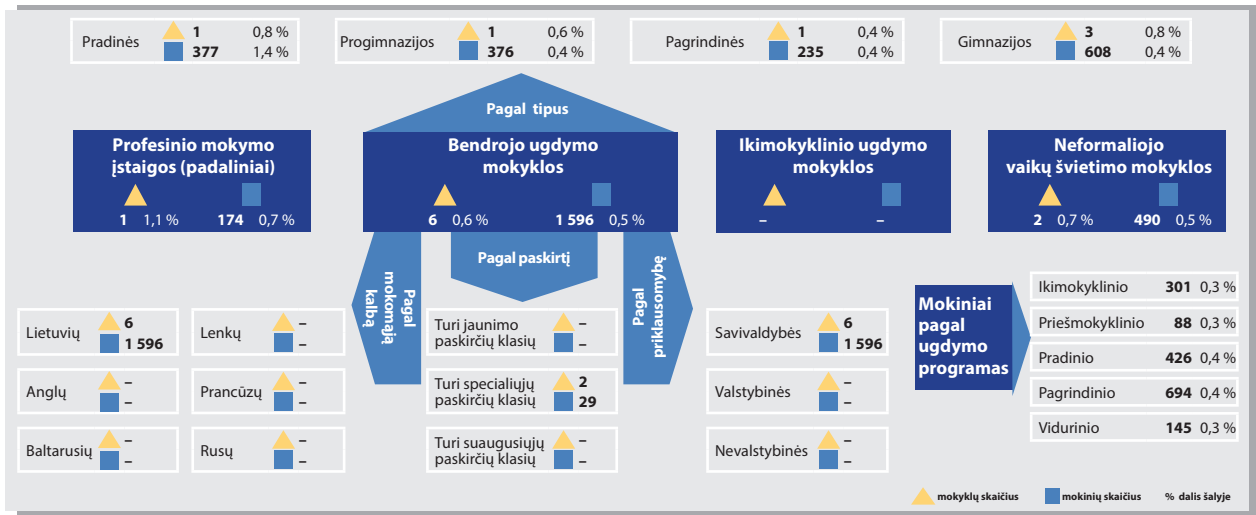 Pradinės
1 0,8 %
377 1,4 %
Progimnazijos
1 0,6 %
376 0,4 %
Pagrindinės
1 0,4 %
235 0,4 %
Gimnazijos
3 0,8 %
608 0,4 %
Pagal tipus
Profesinio mokymo
įstaigos (padaliniai)
1 1,1 % 174 0,7 %
Bendrojo ugdymo
mokyklos
6 0,6 % 1 596 0,5 %
Ikimokyklinio ugdymo
mokyklos
– –
Neformaliojo
vaikų švietimo mokyklos
2 0,7 % 490 0,5 %
Pagal
mokomąją
kalbą
Pagal paskirtį
Pagal
priklausomybę
Lietuvių
6
1 596
Lenkų
–
–
Anglų
–
–
Prancūzų
–
–
Baltarusių
–
–
Rusų
–
–
Turi jaunimo
paskirčių klasių
–
–
Turi specialiųjų
paskirčių klasių
2
29
Turi suaugusiųjų
paskirčių klasių
–
–
Savivaldybės
6
1 596
Valstybinės
–
–
Nevalstybinės
–
–
Mokiniai
pagal
ugdymo
programas
Ikimokyklinio 301 0,3 %
Priešmokyklinio 88 0,3 %
Pradinio 426 0,4 %
Pagrindinio 694 0,4 %
Vidurinio 145 0,3 %
mokyklų skaičius mokinių skaičius % dalis šalyje